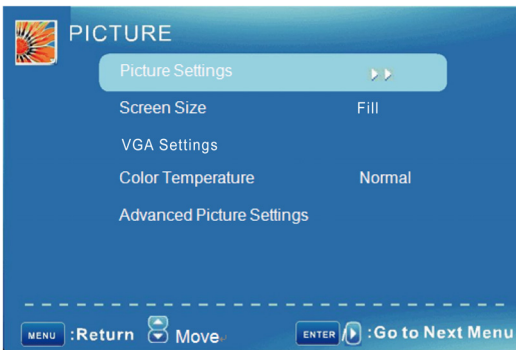 PICTURE
Picture Settings
Screen Size Fill
VGA Settings
Color Temperature Normal
Advanced Picture Settings
MENU :Return Move ENTER / :Go to Next Menu